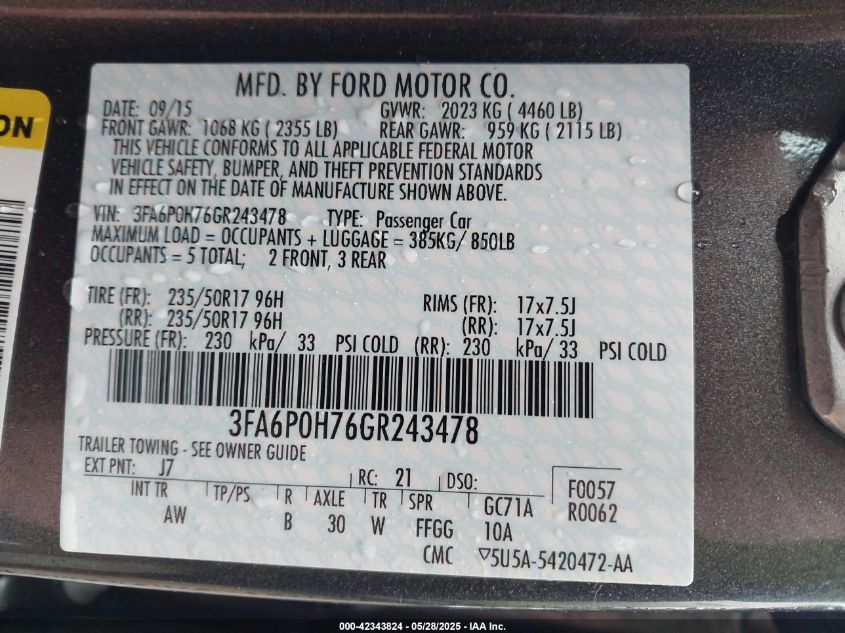 ON
MFD. BY FORD MOTOR CO.
DATE: 09/15 GVWR: 2023 KG ( 4460 LB)
FRONT GAWR: 1068 KG ( 2355 LB) REAR GAWR: 959 KG ( 2115 LB)
THIS VEHICLE CONFORMS TO ALL APPLICABLE FEDERAL MOTOR
VEHICLE SAFETY, BUMPER, AND THEFT PREVENTION STANDARDS
IN EFFECT ON THE DATE OF MANUFACTURE SHOWN ABOVE.
VIN: 3FA6P0H76GR243478 TYPE: Passenger Car
MAXIMUM LOAD = OCCUPANTS + LUGGAGE = 385KG/ 850LB
OCCUPANTS = 5 TOTAL; 2 FRONT, 3 REAR
TIRE (FR): 235/50R17 96H RIMS (FR): 17x7.5J
(RR): 235/50R17 96H (RR): 17x7.5J
PRESSURE (FR): 230 kPa/ 33 PSI COLD (RR): 230 kPa/ 33 PSI COLD
3FA6P0H76GR243478
TRAILER TOWING - SEE OWNER GUIDE
EXT PNT: J7 RC: 21 DSO: F0057
INT TR TP/PS R AXLE TR SPR GC71A R0062
AW B 30 W FFGG 10A
CMC ▽5U5A-5420472-AA
000-42343824 - 05/28/2025 - IAA Inc.